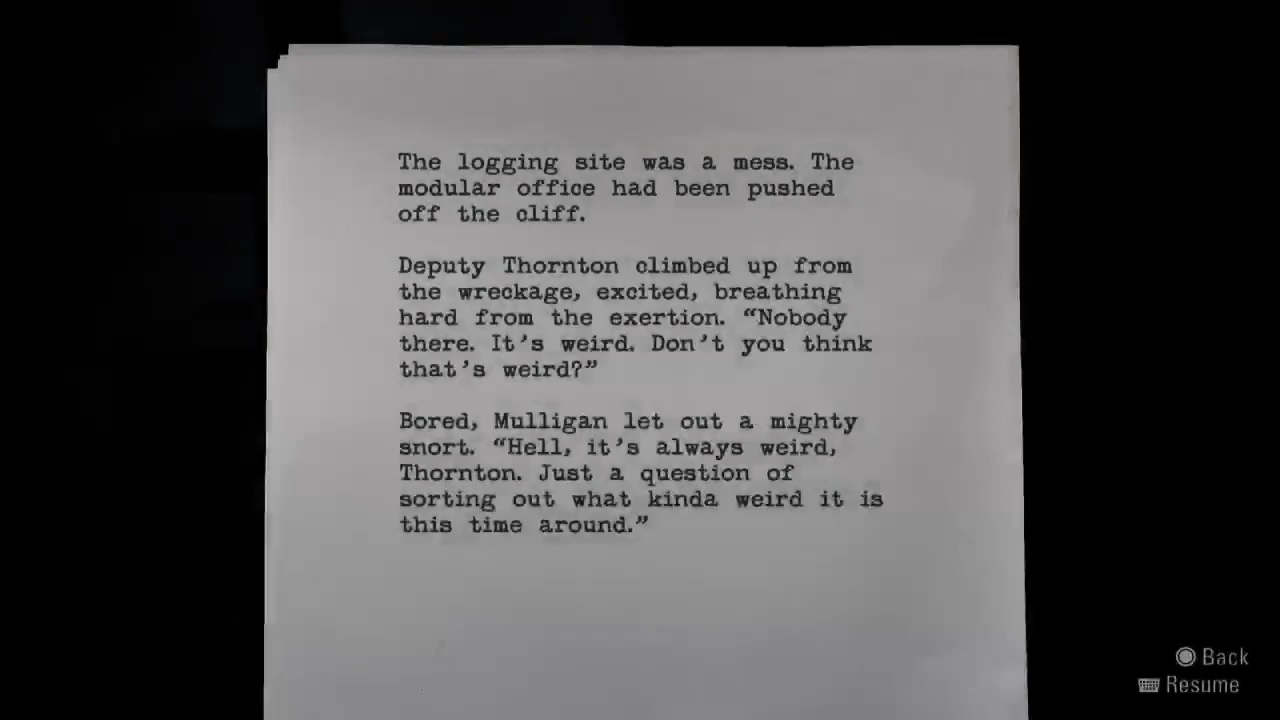 The logging site was a mess. The
modular office had been pushed
off the cliff.
Deputy Thornton climbed up from
the wreckage, excited, breathing
hard from the exertion. “Nobody
there. It's weird. Don't you think
that's weird?”
Bored, Mulligan let out a mighty
snort. “Hell, it's always weird,
Thornton. Just a question of
sorting out what kinda weird it is
this time around.”
Back
Resume